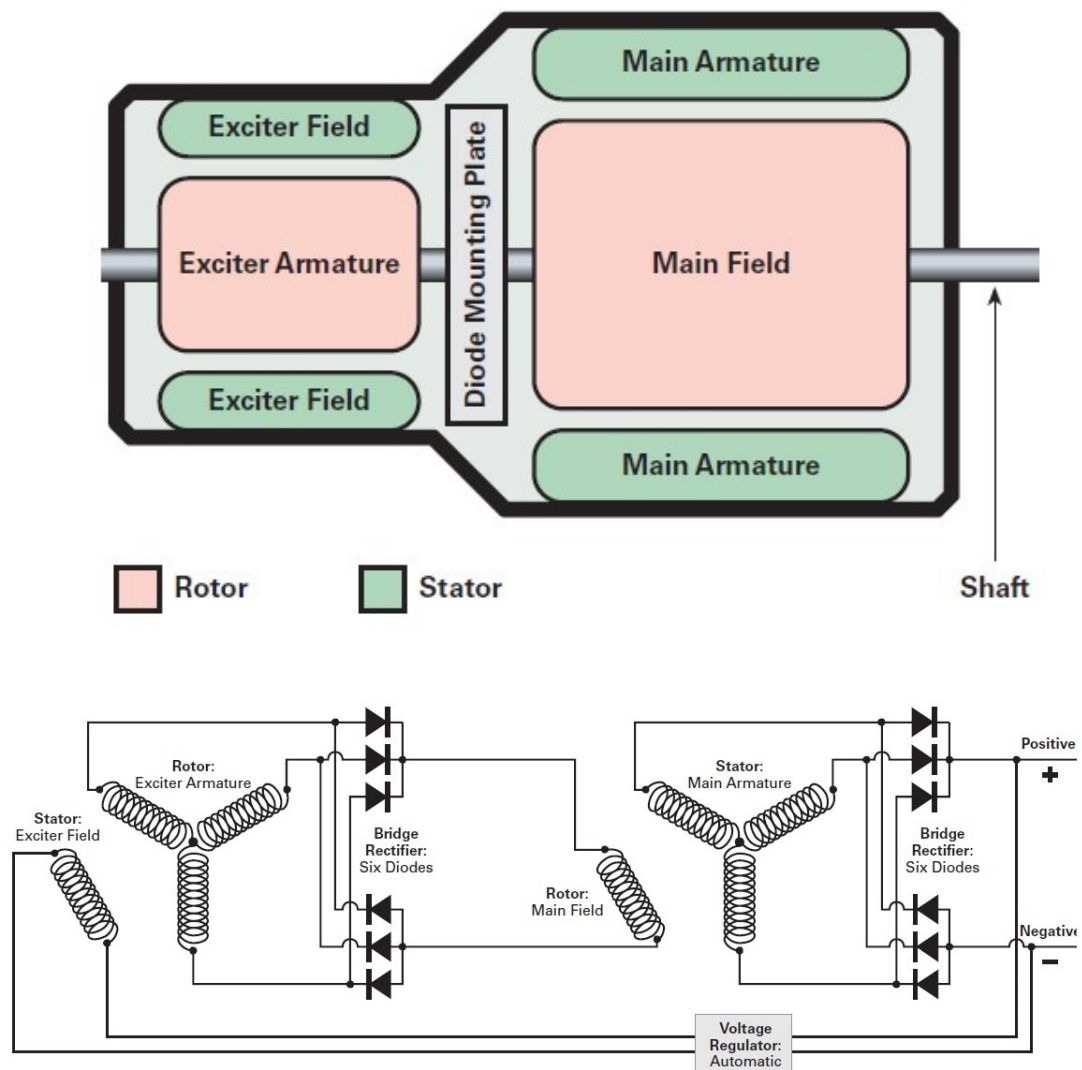 Main Armature
Exciter Field
Diode Mounting Plate
Exciter Armature
Main Field
Exciter Field
Main Armature
Rotor
Stator
Shaft
Rotor:
Exciter Armature
Stator:
Main Armature
Positive
+
Stator:
Exciter Field
Bridge
Rectifier:
Six Diodes
Bridge
Rectifier:
Six Diodes
Rotor:
Main Field
Negative
−
Voltage
Regulator:
Automatic